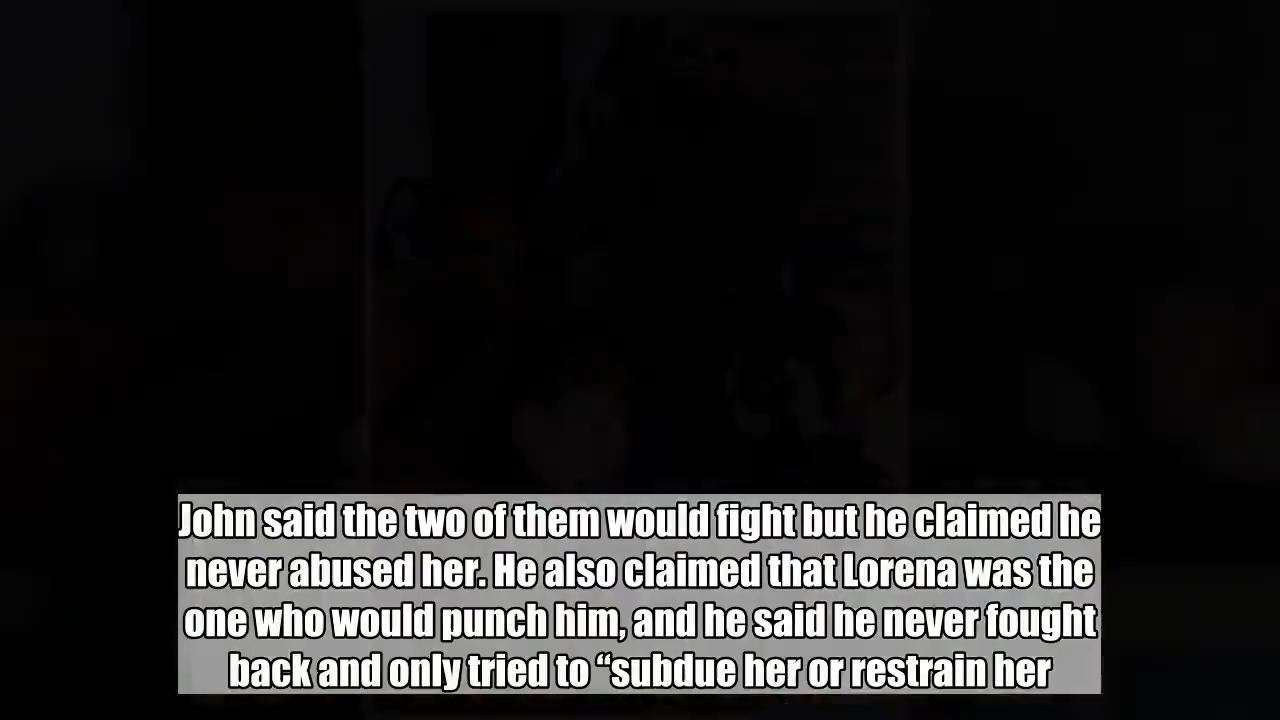 John said the two of them would fight but he claimed he
never abused her. He also claimed that Lorena was the
one who would punch him, and he said he never fought
back and only tried to “subdue her or restrain her